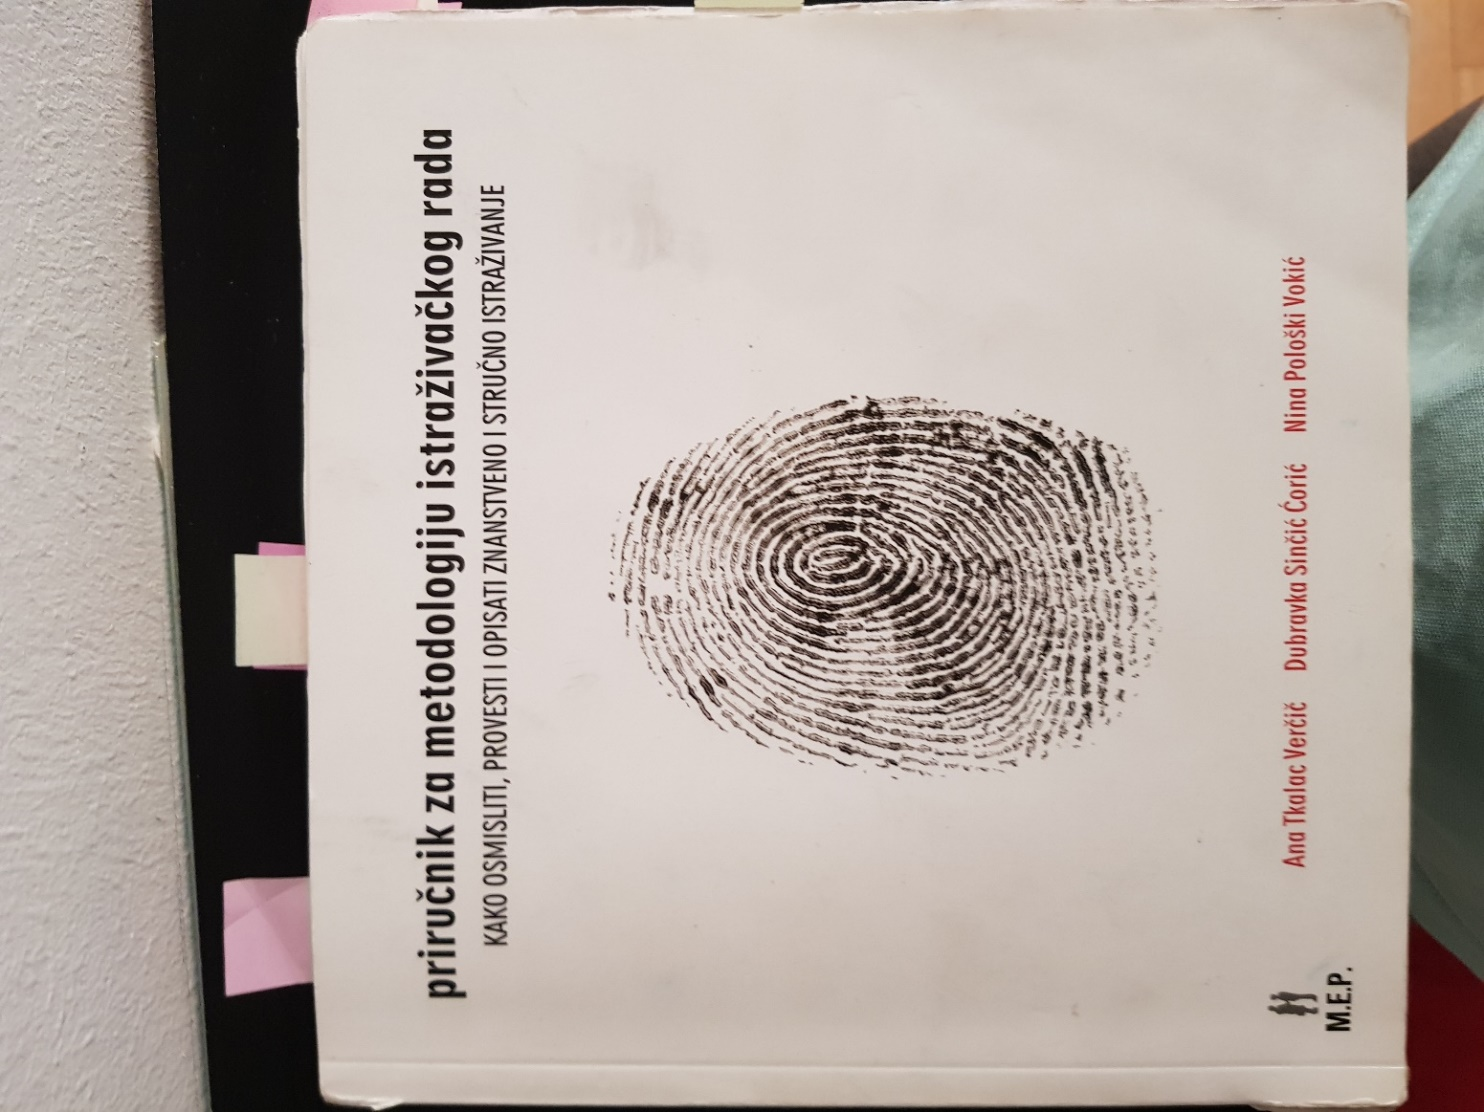 priručnik za metodologiju istraživačkog rada
KAKO OSMISLITI, PROVESTI I OPISATI ZNANSTVENO I STRUČNO ISTRAŽIVANJE
Ana Tkalac Verčič Dubravka Sinčić Ćorić Nina Pološki Vokić
M.E.P.